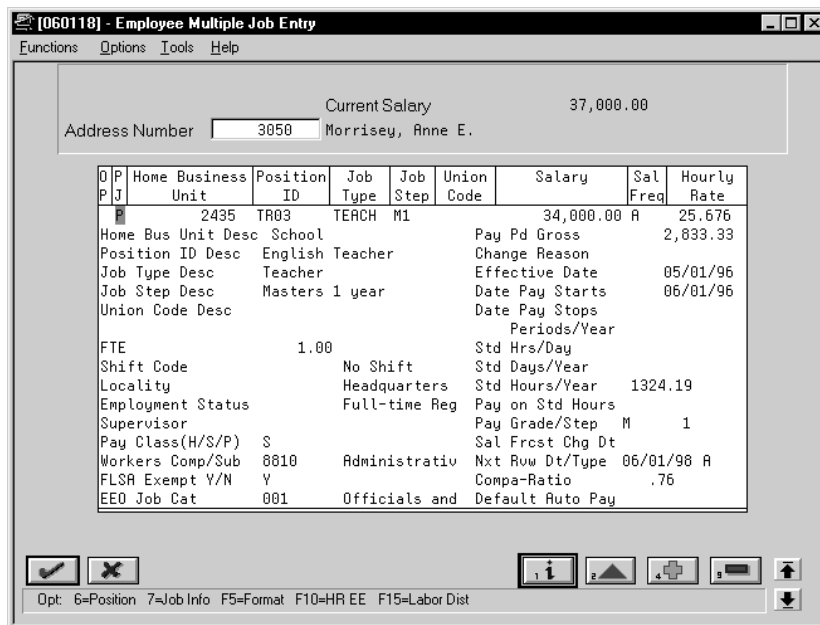 [060118] - Employee Multiple Job Entry
Functions Options Tools Help
Current Salary 37,000.00
Address Number 3050 Morrisey, Anne E.
O P Home Business Position Job Job Union Salary Sal Hourly
P J Unit ID Type Step Code Freq Rate
P 2435 TR03 TEACH M1 34,000.00 A 25.676
Home Bus Unit Desc School Pay Pd Gross 2,833.33
Position ID Desc English Teacher Change Reason
Job Type Desc Teacher Effective Date 05/01/96
Job Step Desc Masters 1 year Date Pay Starts 06/01/96
Union Code Desc Date Pay Stops
Periods/Year
FTE 1.00 Std Hrs/Day
Shift Code No Shift Std Days/Year
Locality Headquarters Std Hours/Year 1324.19
Employment Status Full-time Reg Pay on Std Hours
Supervisor Pay Grade/Step M 1
Pay Class(H/S/P) S Sal Frcst Chg Dt
Workers Comp/Sub 8810 Administrativ Nxt Rvw Dt/Type 06/01/98 A
FLSA Exempt Y/N Y Compa-Ratio .76
EEO Job Cat 001 Officials and Default Auto Pay
1 i 2 4 9
Opt: 6=Position 7=Job Info F5=Format F10=HR EE F15=Labor Dist